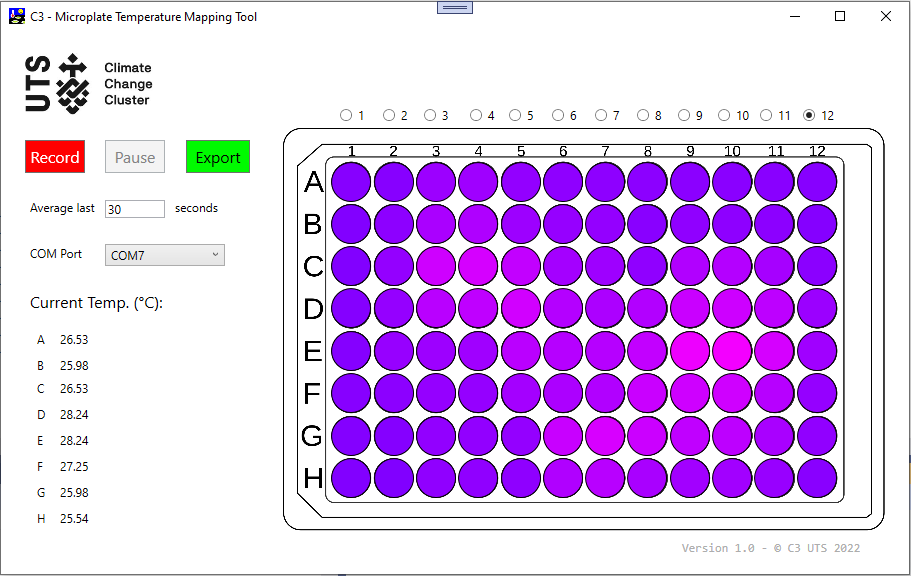 C3 - Microplate Temperature Mapping Tool
UTS
Climate
Change
Cluster
1 2 3 4 5 6 7 8 9 10 11 12
Record Pause Export
Average last 30 seconds
COM Port COM7
Current Temp. (°C):
A 26.53
B 25.98
C 26.53
D 28.24
E 28.24
F 27.25
G 25.98
H 25.54
1 2 3 4 5 6 7 8 9 10 11 12
A
B
C
D
E
F
G
H
Version 1.0 - © C3 UTS 2022